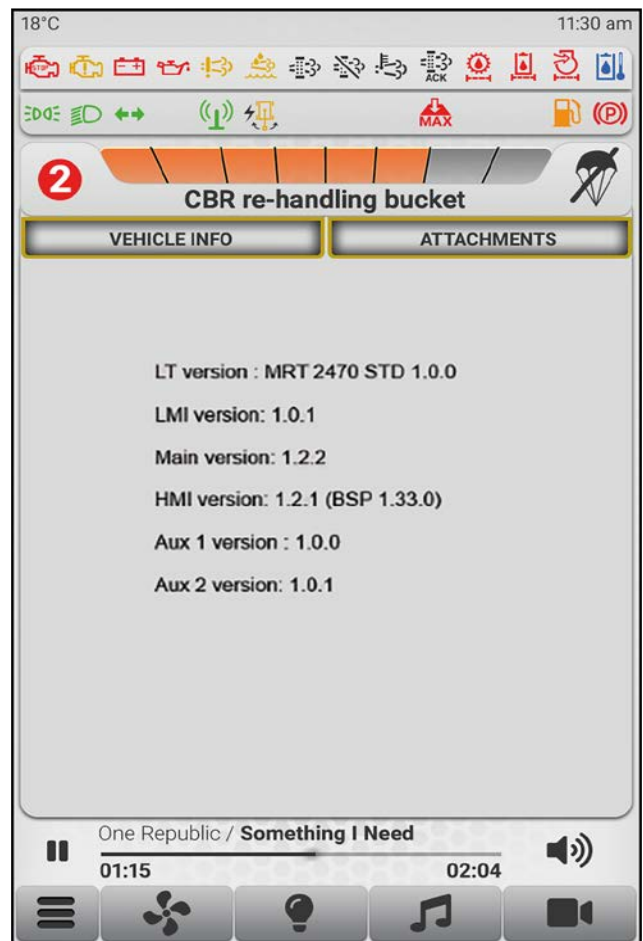 18°C 11:30 am
STOP
ACK
MAX
(P)
2
CBR re-handling bucket
VEHICLE INFO ATTACHMENTS
LT version : MRT 2470 STD 1.0.0
LMI version: 1.0.1
Main version: 1.2.2
HMI version: 1.2.1 (BSP 1.33.0)
Aux 1 version : 1.0.0
Aux 2 version: 1.0.1
One Republic / Something I Need
01:15 02:04